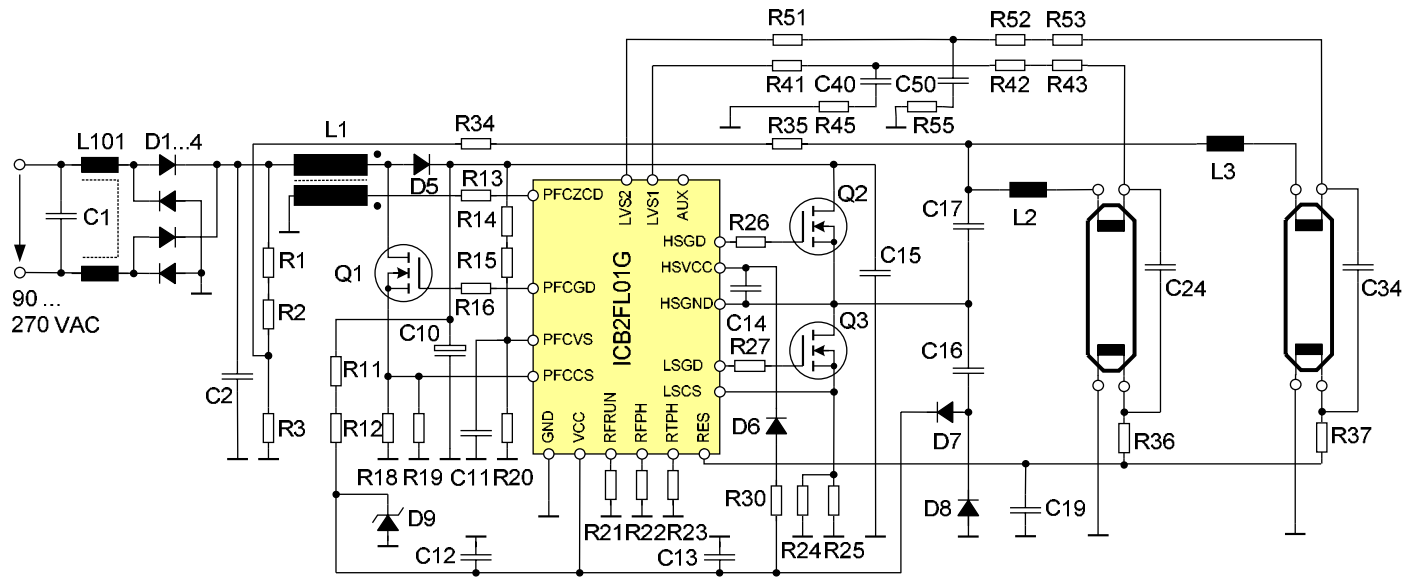 R51 R52 R53
R41 C40 C50 R42 R43
R45 R55
L101 D1...4 L1 R34 R35 L3
D5 R13 PFCZCD LVS2 LVS1 AUX Q2
C1 R14 HSGD R26 C17 L2
R1 Q1 R15 HSVCC C15
90 ... R16 PFCGD ICB2FL01G HSGND C24 C34
270 VAC R2 C10 C14 Q3
PFCVS R27 C16
C2 R11 PFCCS LSGD
LSCS
R3 R12 GND VCC RFRUN RFPH RTPH RES D6 D7 R36 R37
R18 R19 C11 R20 R30 D8 C19
D9 R21 R22 R23 R24 R25
C12 C13